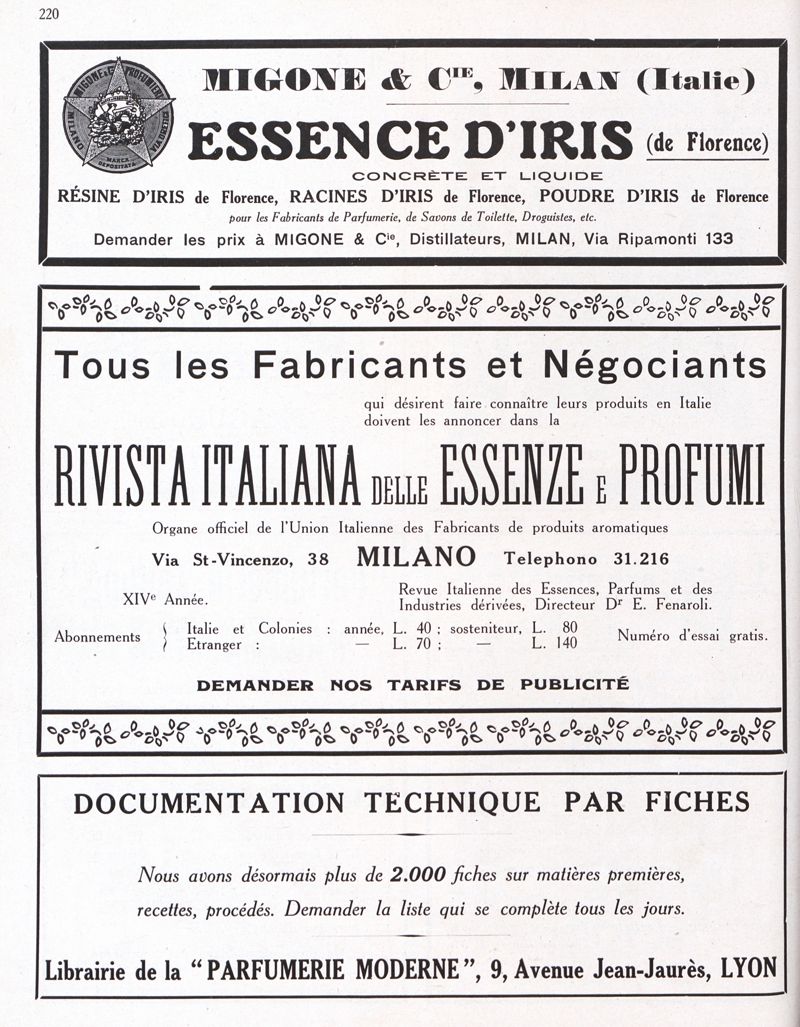 220
MIGONE & C PROFUMIERI
MILANO
MARCA
DEPOSITATA
MIGONE & CIE, MILAN (Italie)
ESSENCE D'IRIS (de Florence)
CONCRÈTE ET LIQUIDE
RÉSINE D'IRIS de Florence, RACINES D'IRIS de Florence, POUDRE D'IRIS de Florence
pour les Fabricants de Parfumerie, de Savons de Toilette, Droguistes, etc.
Demander les prix à MIGONE & Cie, Distillateurs, MILAN, Via Ripamonti 133
Tous les Fabricants et Négociants
qui désirent faire connaître leurs produits en Italie
doivent les annoncer dans la
RIVISTA ITALIANA DELLE ESSENZE E PROFUMI
Organe officiel de l'Union Italienne des Fabricants de produits aromatiques
Via St-Vincenzo, 38 MILANO Telephono 31.216
XIVe Année.
Revue Italienne des Essences, Parfums et des
Industries dérivées, Directeur Dr E. Fenaroli.
Abonnements
Italie et Colonies : année, L. 40 ; sosteniteur, L. 80
Etranger : — L. 70 ; — L. 140
Numéro d'essai gratis.
DEMANDER NOS TARIFS DE PUBLICITÉ
DOCUMENTATION TECHNIQUE PAR FICHES
Nous avons désormais plus de 2.000 fiches sur matières premières,
recettes, procédés. Demander la liste qui se complète tous les jours.
Librairie de la "PARFUMERIE MODERNE", 9, Avenue Jean-Jaurès, LYON